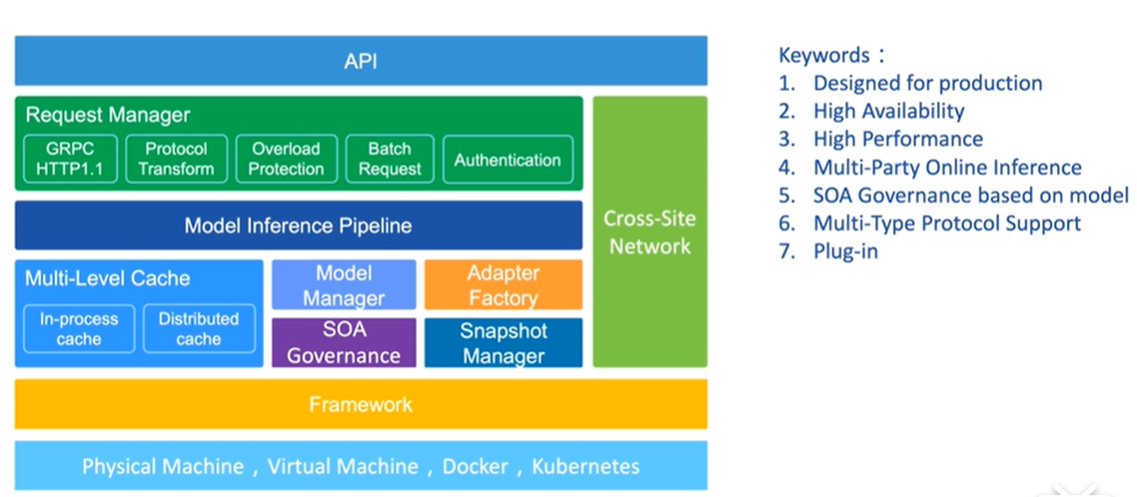 API
Request Manager
GRPC
HTTP1.1
Protocol
Transform
Overload
Protection
Batch
Request
Authentication
Model Inference Pipeline
Multi-Level Cache
In-process
cache
Distributed
cache
Model
Manager
Adapter
Factory
SOA
Governance
Snapshot
Manager
Cross-Site
Network
Framework
Physical Machine，Virtual Machine，Docker，Kubernetes
Keywords：
1. Designed for production
2. High Availability
3. High Performance
4. Multi-Party Online Inference
5. SOA Governance based on model
6. Multi-Type Protocol Support
7. Plug-in